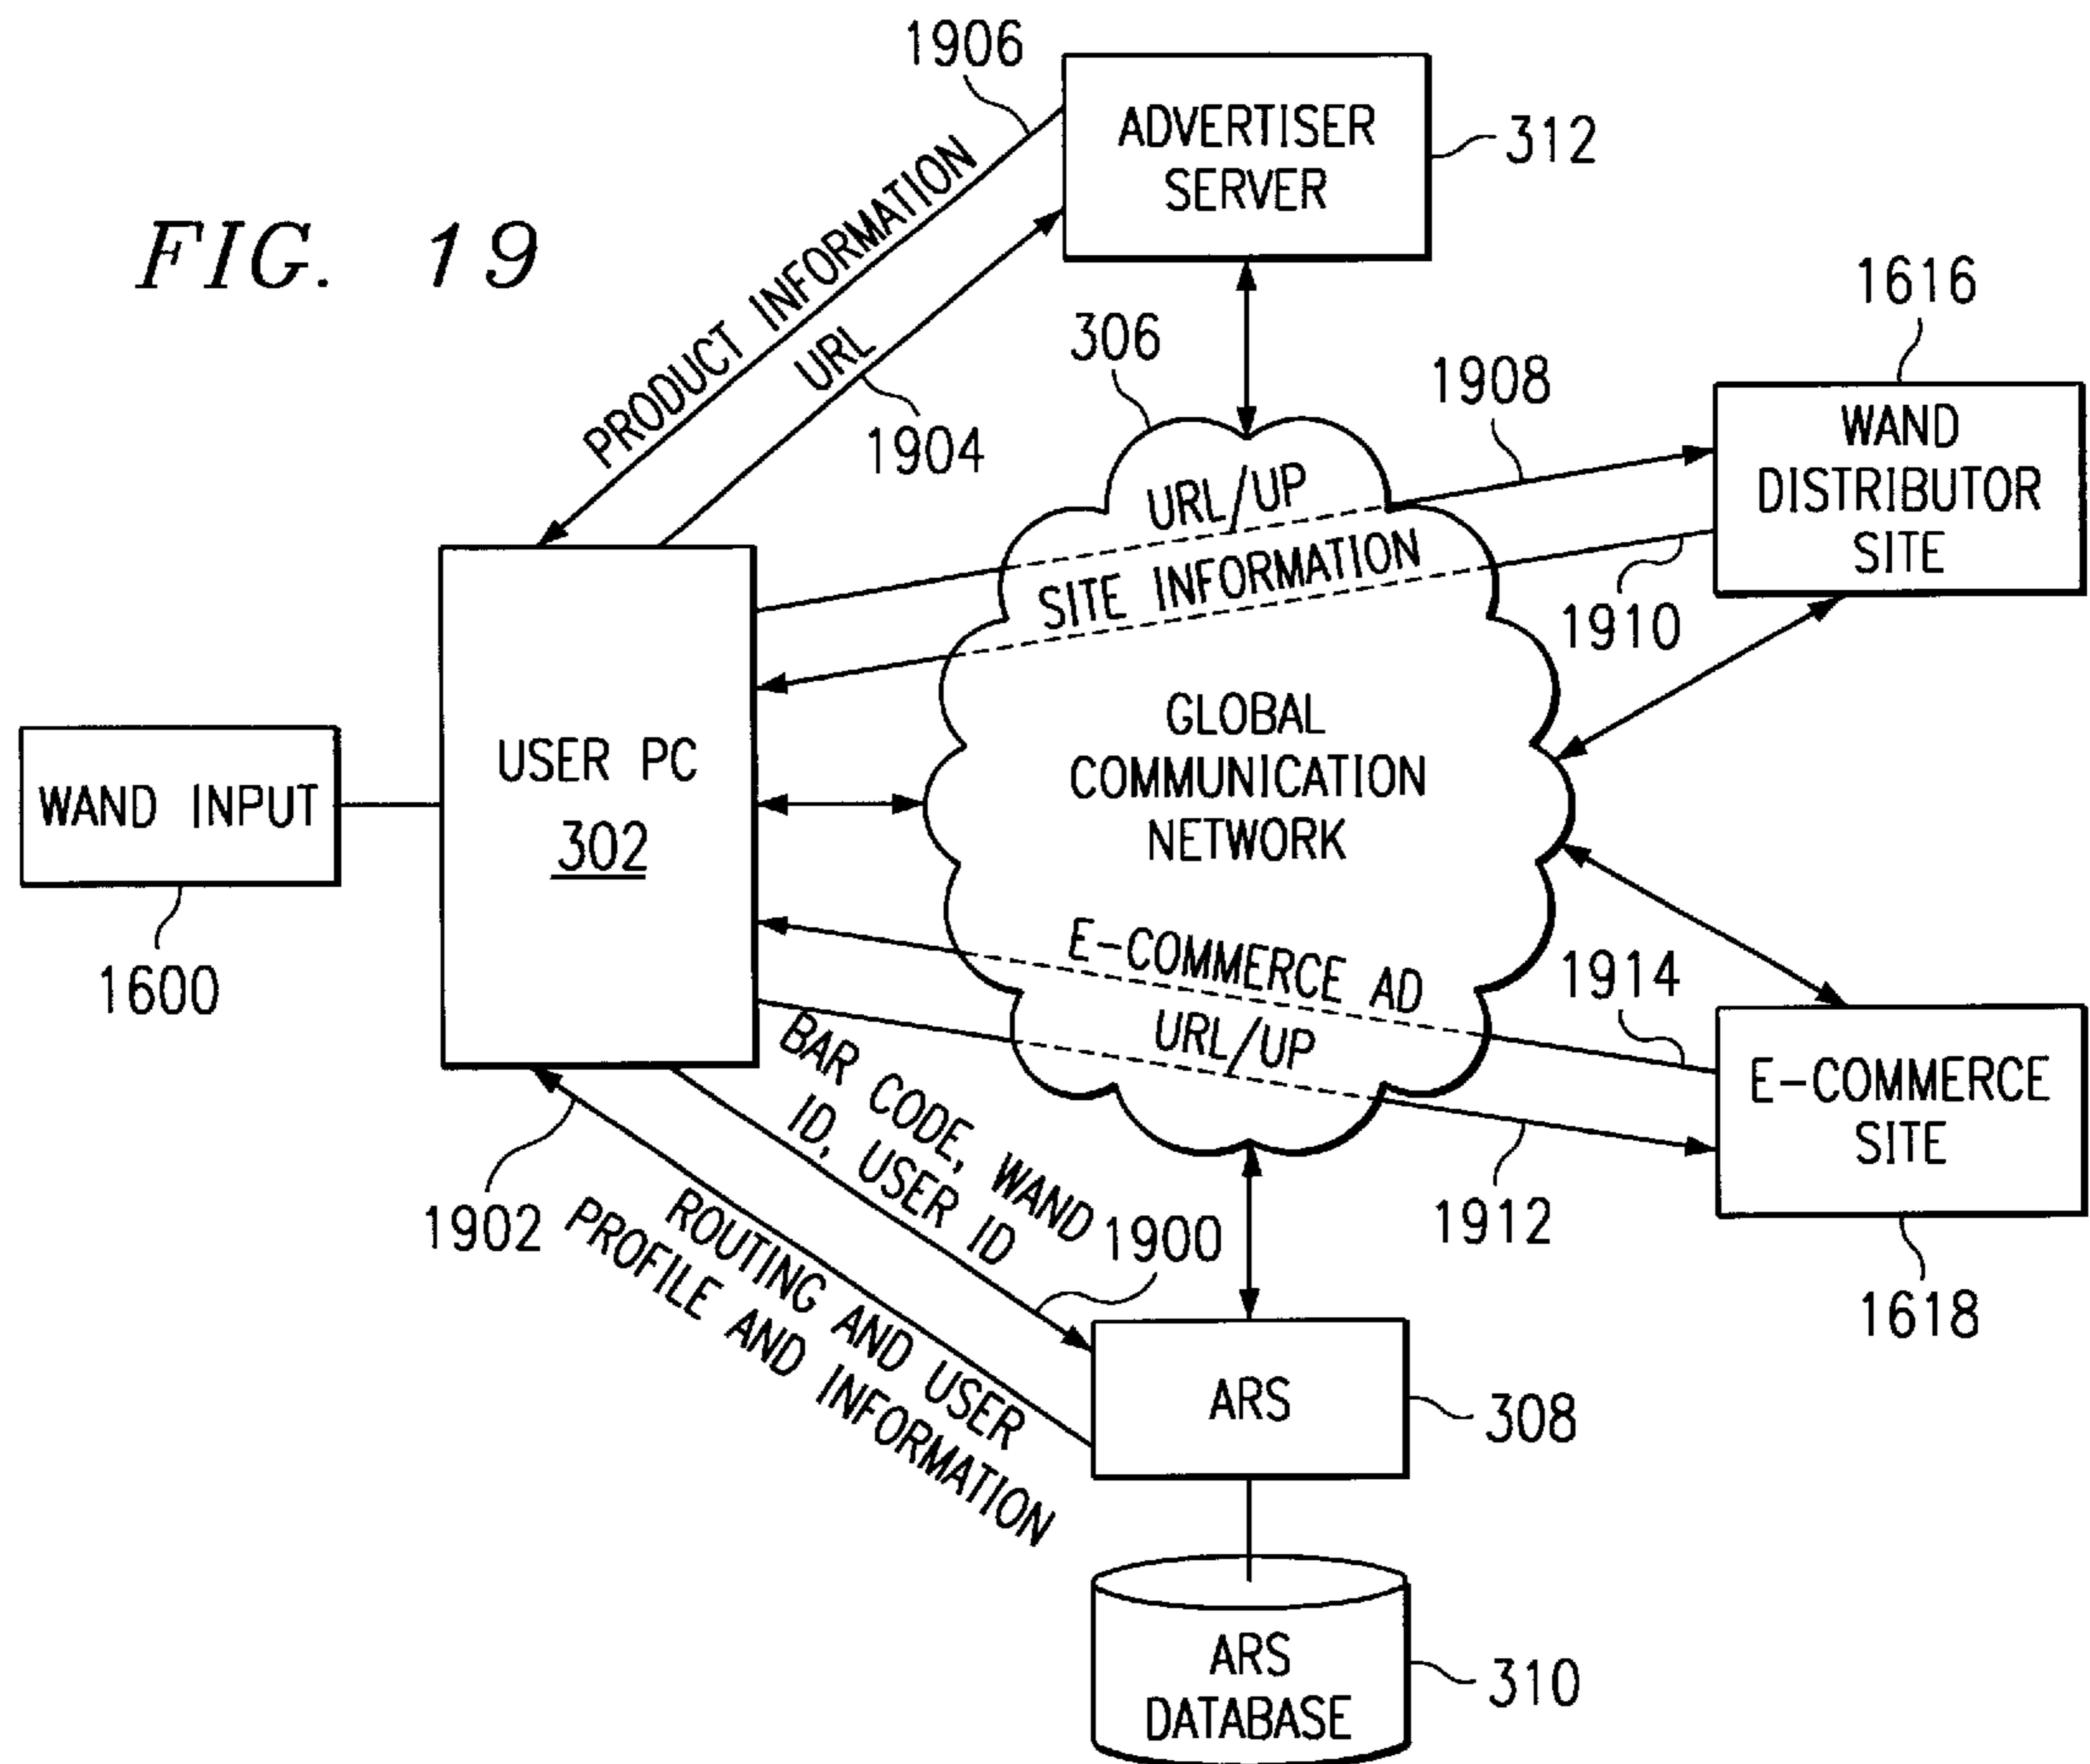 FIG. 19
1906
ADVERTISER
SERVER
312
PRODUCT INFORMATION
URL
1904
306
1616
1908
WAND
DISTRIBUTOR
SITE
URL/UP
SITE INFORMATION
1910
USER PC
302
WAND INPUT
1600
GLOBAL
COMMUNICATION
NETWORK
E-COMMERCE AD
URL/UP
1914
E-COMMERCE
SITE
1912
1618
BAR CODE, WAND
ID, USER ID
1900
1902
ROUTING AND USER
PROFILE AND INFORMATION
ARS
308
ARS
DATABASE
310